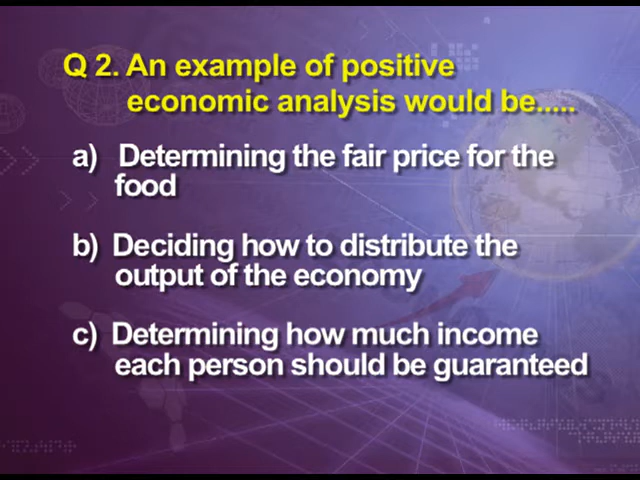 Q 2. An example of positive
economic analysis would be.....
a) Determining the fair price for the
food
b) Deciding how to distribute the
output of the economy
c) Determining how much income
each person should be guaranteed